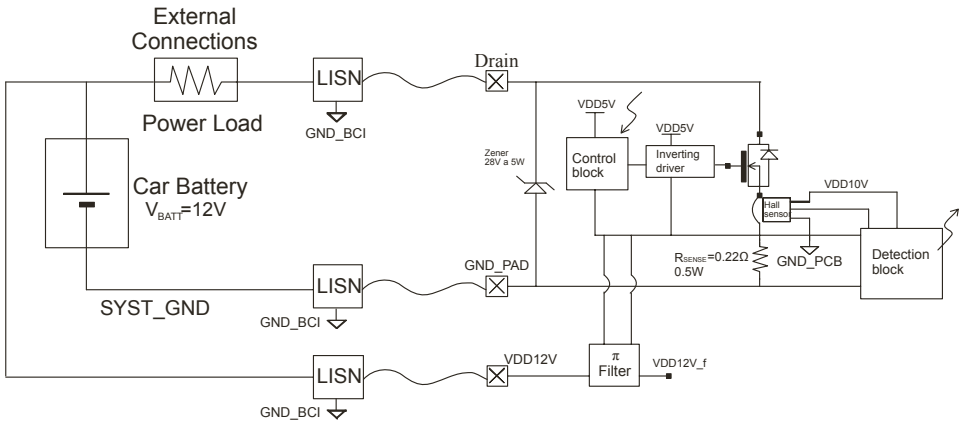 External
Connections
LISN
GND_BCI
Power Load
Car Battery
VBATT=12V
SYST_GND
LISN
GND_BCI
LISN
GND_BCI
Drain
GND_PAD
VDD12V
Zener
28V a 5W
VDD5V
Control
block
VDD5V
Inverting
driver
Hall
sensor
VDD10V
GND_PCB
RSENSE=0.22Ω
0.5W
Detection
block
π
Filter
VDD12V_f